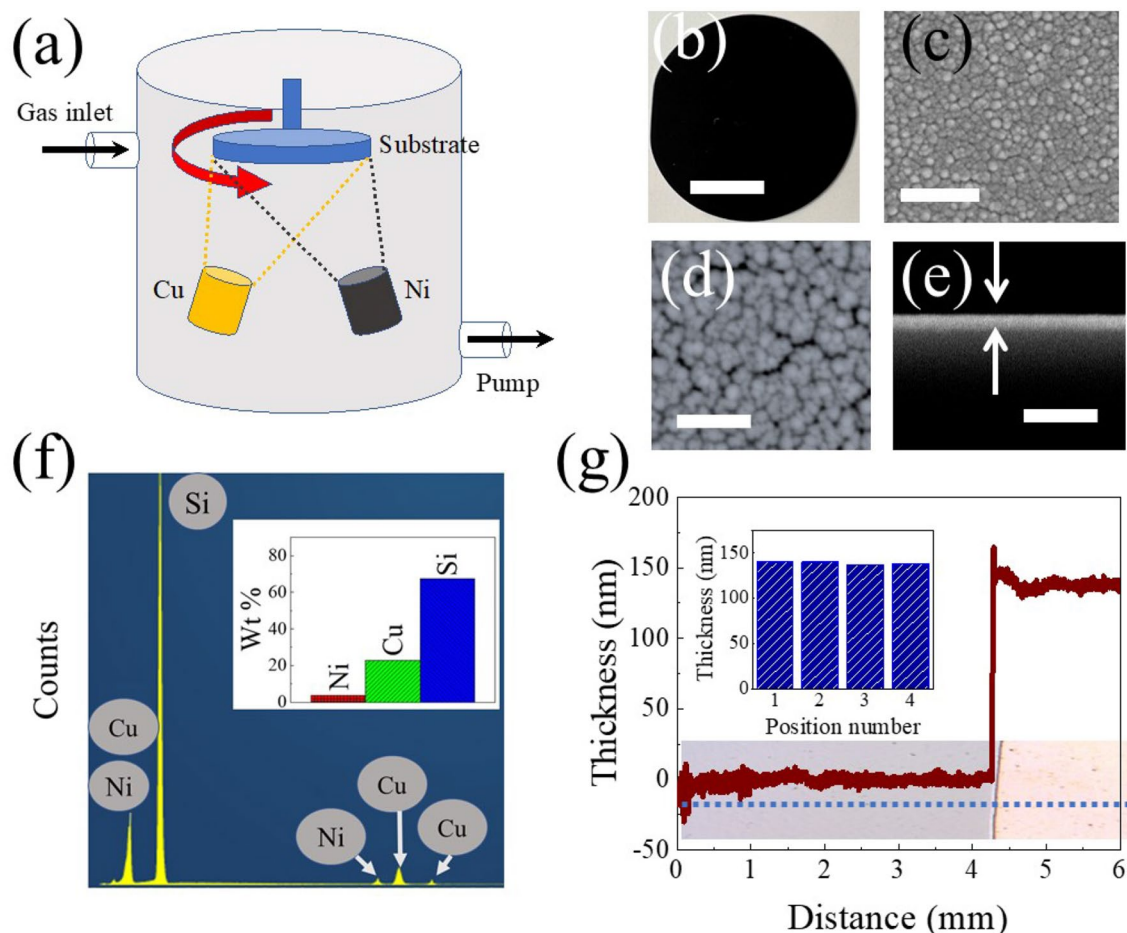 (a)
Gas inlet
Substrate
Cu
Ni
Pump
(b)
(c)
(d)
(e)
(f)
Counts
Si
Cu
Ni
Ni
Cu
Cu
Wt %
80
60
40
20
0
Ni
Cu
Si
(g)
Thickness (nm)
200
150
100
50
0
-50
0
1
2
3
4
5
6
Distance (mm)
Thickness (nm)
150
100
50
0
1
2
3
4
Position number